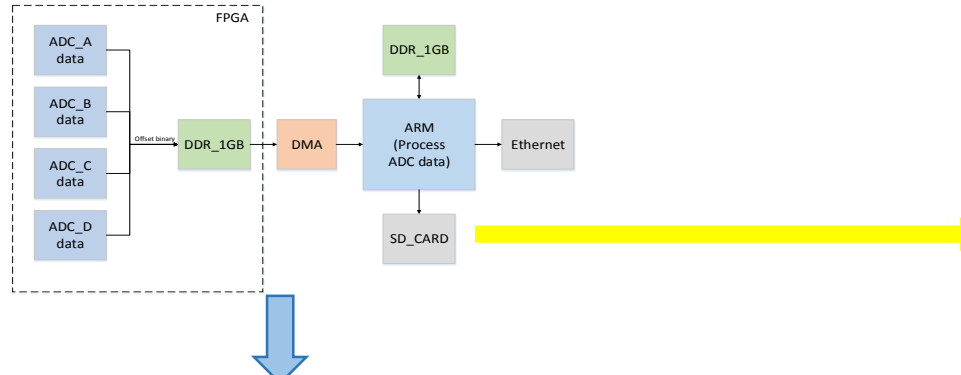 FPGA
ADC_A
data
ADC_B
data
ADC_C
data
ADC_D
data
Offset binary
DDR_1GB
DMA
DDR_1GB
ARM
(Process
ADC data)
Ethernet
SD_CARD